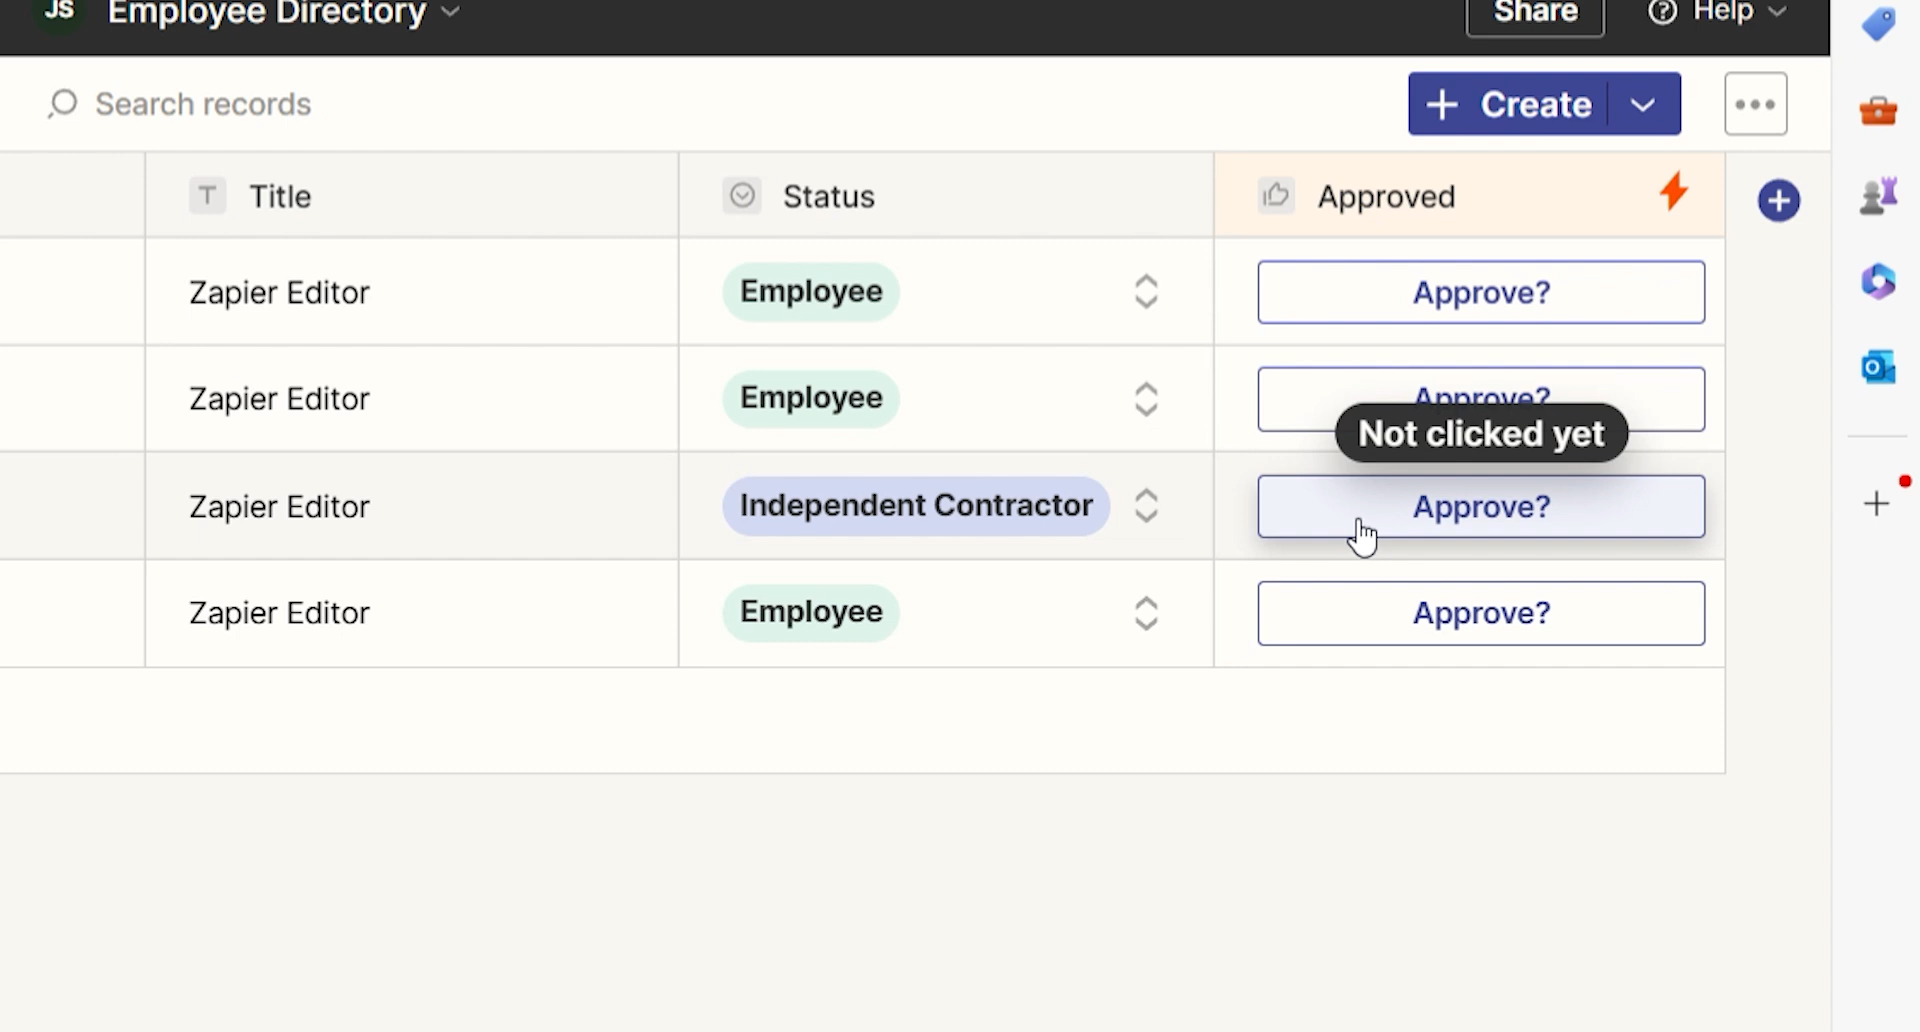 JS Employee Directory Share Help
Search records + Create
Title Status Approved
Zapier Editor Employee Approve?
Zapier Editor Employee Approve?
Not clicked yet
Zapier Editor Independent Contractor Approve?
Zapier Editor Employee Approve?